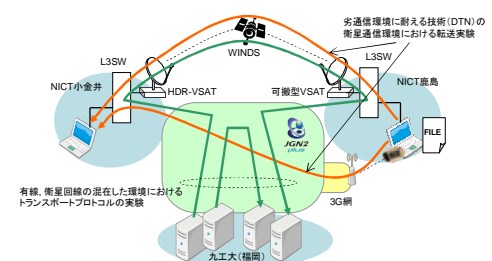 劣通信環境に耐える技術（DTN）の
衛星通信環境における転送実験
WINDS
L3SW
L3SW
NICT小金井
HDR-VSAT
可搬型VSAT
NICT鹿島
JGN2
plus
FILE
3G網
有線、衛星回線の混在した環境における
トランスポートプロトコルの実験
九工大（福岡）